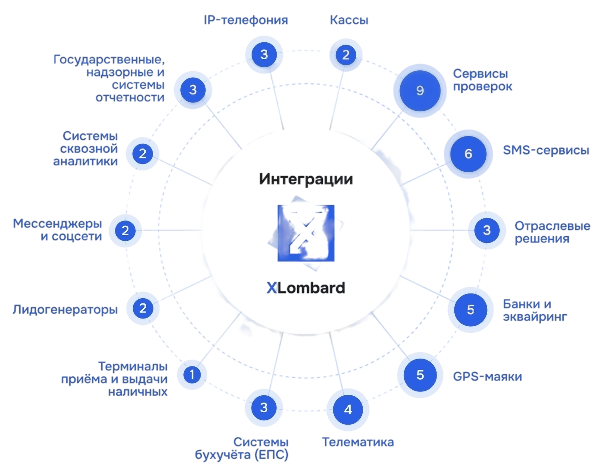 IP-телефония
3
Кассы
2
Сервисы
проверок
9
SMS-сервисы
6
Отраслевые
решения
3
Банки и
эквайринг
5
GPS-маяки
5
Телематика
4
Системы
бухучёта (ЕПС)
3
Терминалы
приёма и выдачи
наличных
1
Лидогенераторы
2
Мессенджеры
и соцсети
2
Системы
сквозной
аналитики
2
Государственные,
надзорные и
системы
отчетности
3
Интеграции
XLombard